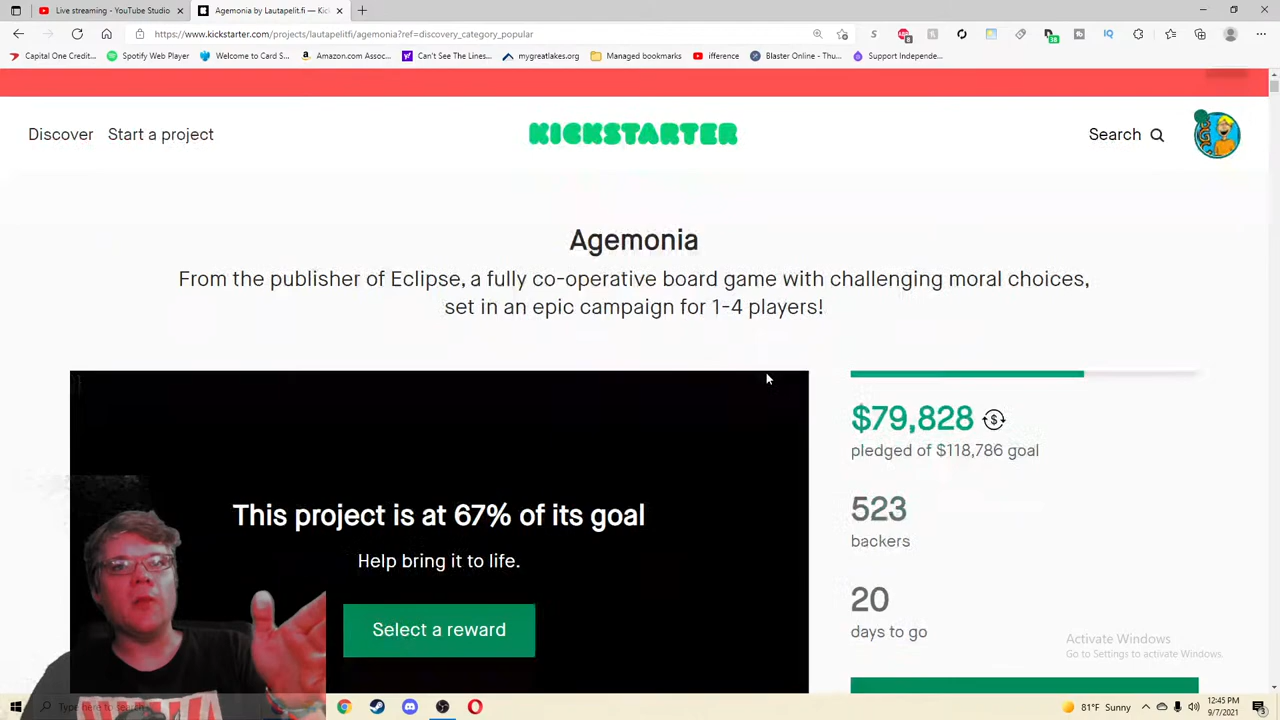 Live streaming - YouTube Studio
Agemonia by Lautapelit.fi — Kick
https://www.kickstarter.com/projects/lautapelitfi/agemonia?ref=discovery_category_popular
Capital One Credit...
Spotify Web Player
Welcome to Card S...
Amazon.com Assoc...
Can't See The Lines...
mygreatlakes.org
Managed bookmarks
ifference
Blaster Online - Thu...
Support Independe...
Discover
Start a project
KICKSTARTER
Search
Agemonia
From the publisher of Eclipse, a fully co-operative board game with challenging moral choices,
set in an epic campaign for 1-4 players!
$79,828
pledged of $118,786 goal
This project is at 67% of its goal
Help bring it to life.
Select a reward
523
backers
20
days to go
Activate Windows
Go to Settings to activate Windows.
Type here to search
81°F Sunny
12:45 PM
9/7/2021